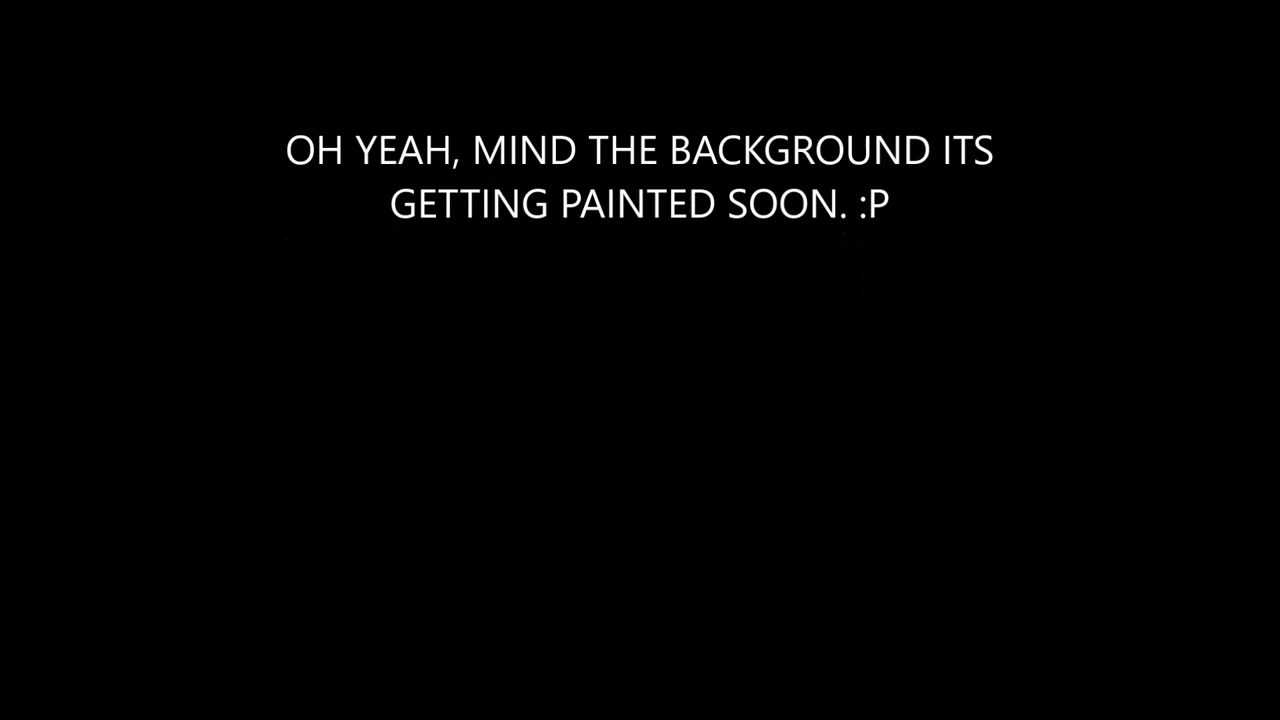 OH YEAH, MIND THE BACKGROUND ITS
GETTING PAINTED SOON. :P